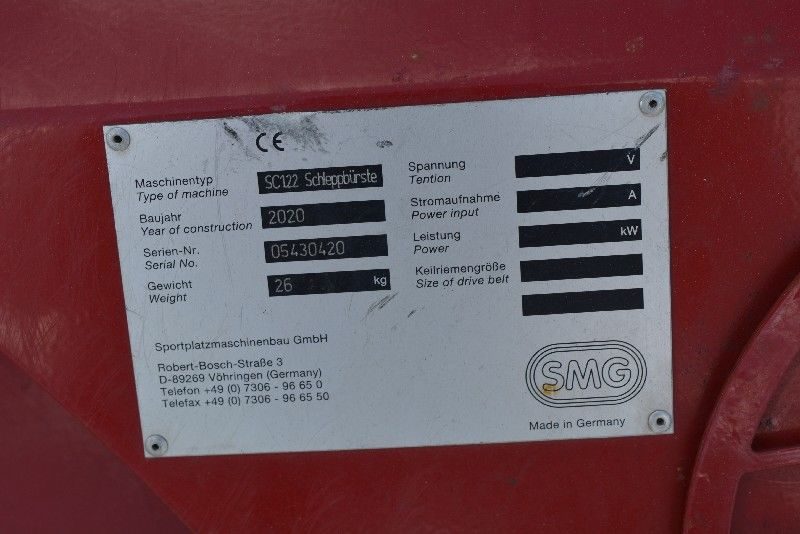 CE
Maschinentyp
Type of machine
SC122 Schleppbürste
Baujahr
Year of construction
2020
Serien-Nr.
Serial No.
05430420
Gewicht
Weight
26 kg
Spannung
Tention
V
Stromaufnahme
Power input
A
Leistung
Power
kW
Keilriemengröße
Size of drive belt
Sportplatzmaschinenbau GmbH
Robert-Bosch-Straße 3
D-89269 Vöhringen (Germany)
Telefon +49 (0) 7306 - 96 65 0
Telefax +49 (0) 7306 - 96 65 50
SMG
Made in Germany